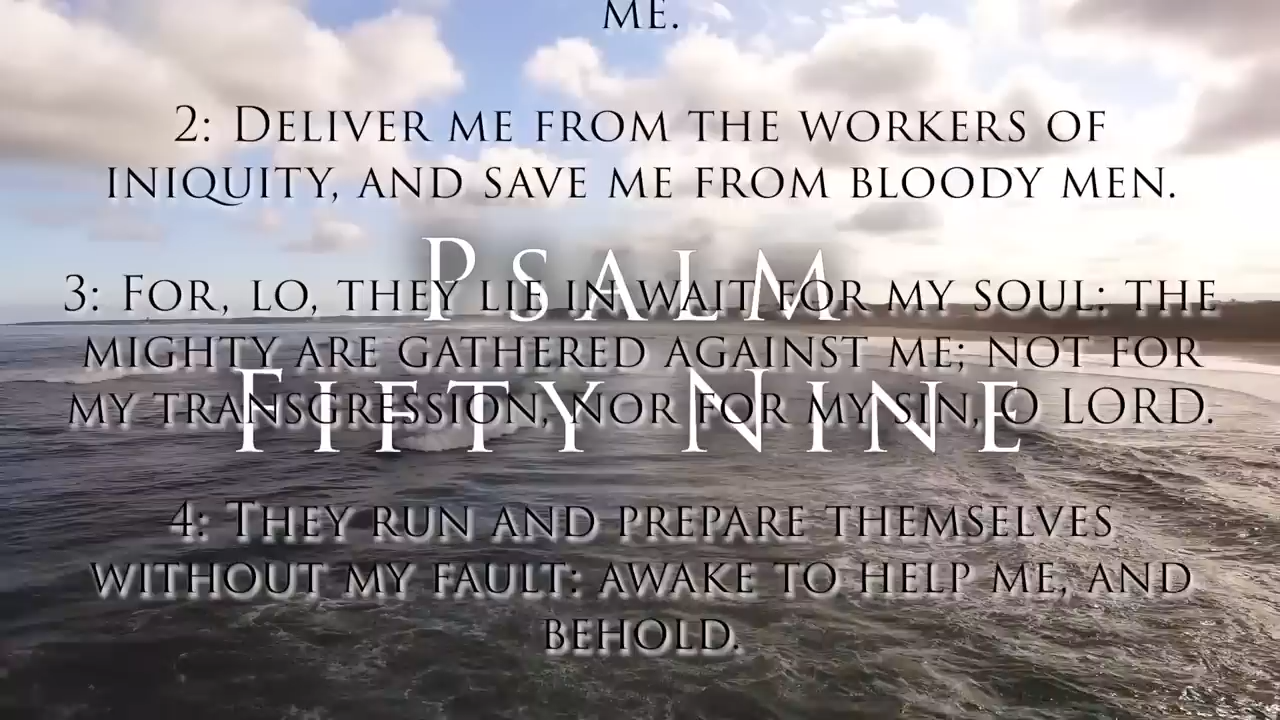 ME.
2: DELIVER ME FROM THE WORKERS OF
INIQUITY, AND SAVE ME FROM BLOODY MEN.
PSALM
3: FOR, LO, THEY LIE IN WAIT FOR MY SOUL: THE
MIGHTY ARE GATHERED AGAINST ME; NOT FOR
MY TRANSGRESSION, NOR FOR MY SIN, O LORD.
FIFTY NINE
4: THEY RUN AND PREPARE THEMSELVES
WITHOUT MY FAULT: AWAKE TO HELP ME, AND
BEHOLD.